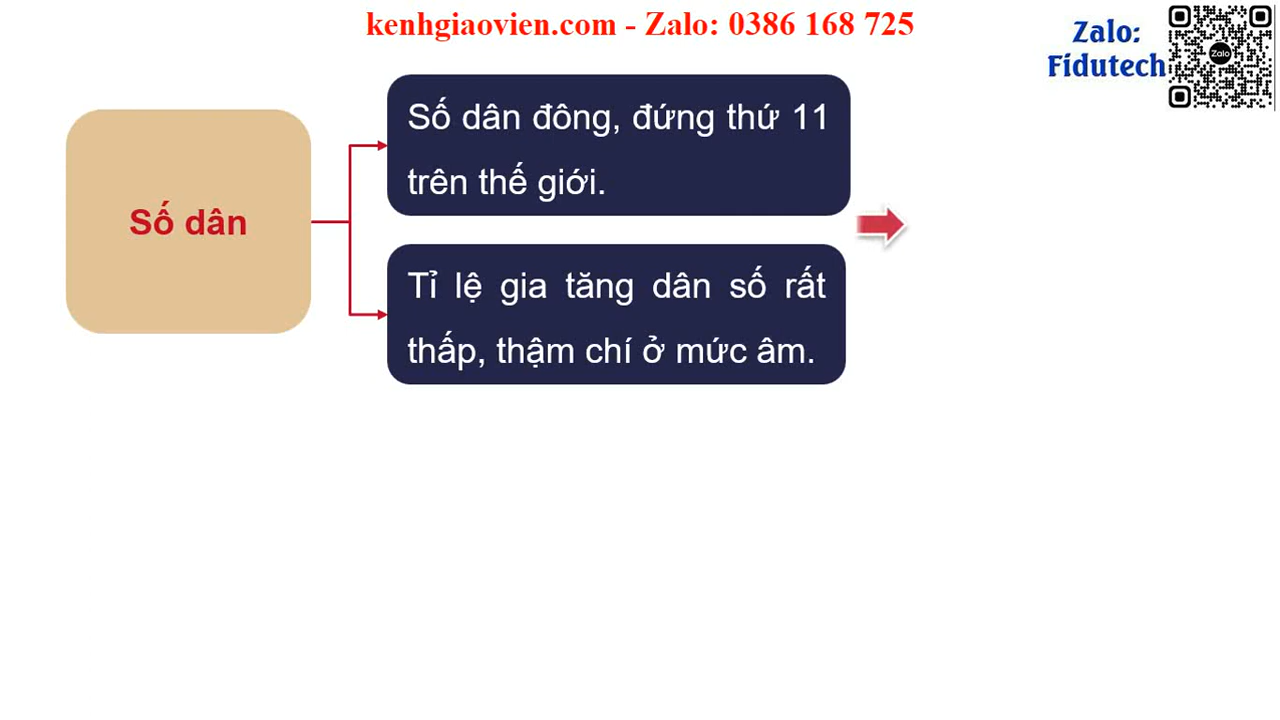 kenhgiaovien.com - Zalo: 0386 168 725
Zalo:
Fidutech
Zalo
Số dân
Số dân đông, đứng thứ 11
trên thế giới.
Tỉ lệ gia tăng dân số rất
thấp, thậm chí ở mức âm.